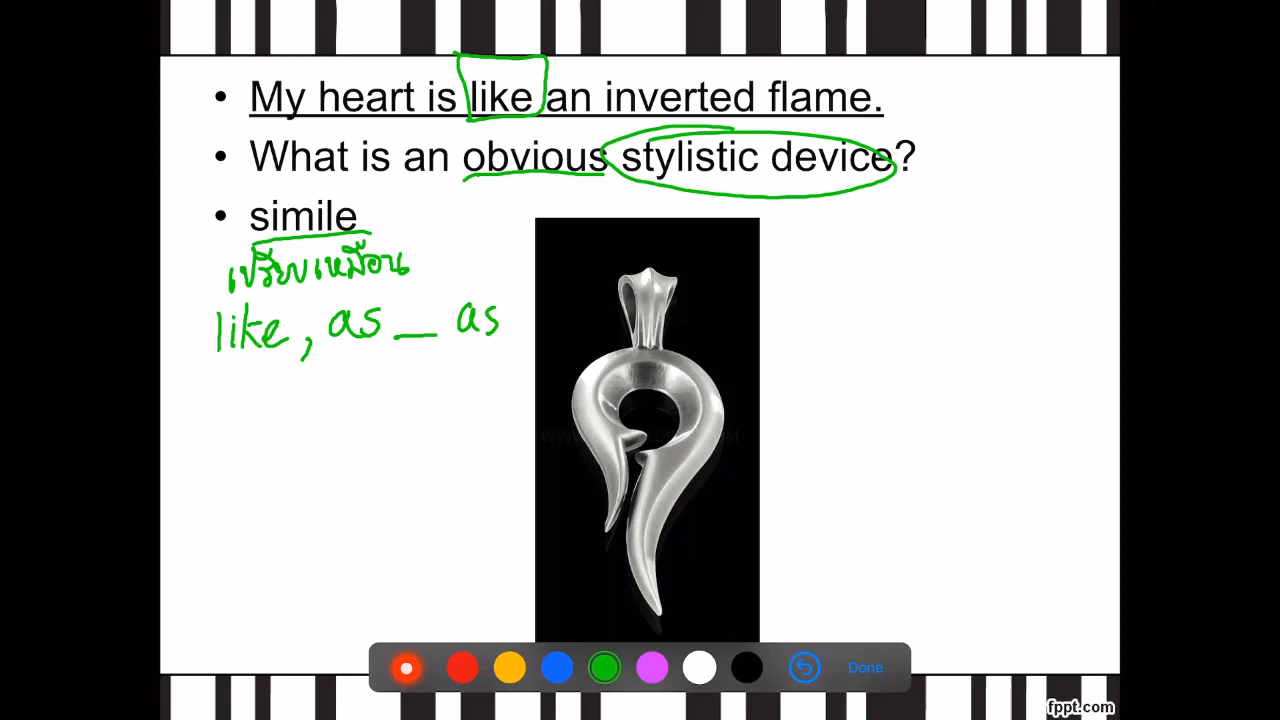 • My heart is like an inverted flame.
• What is an obvious stylistic device?
• simile
เปรียบเหมือน
like, as _ as
Done
fppt.com